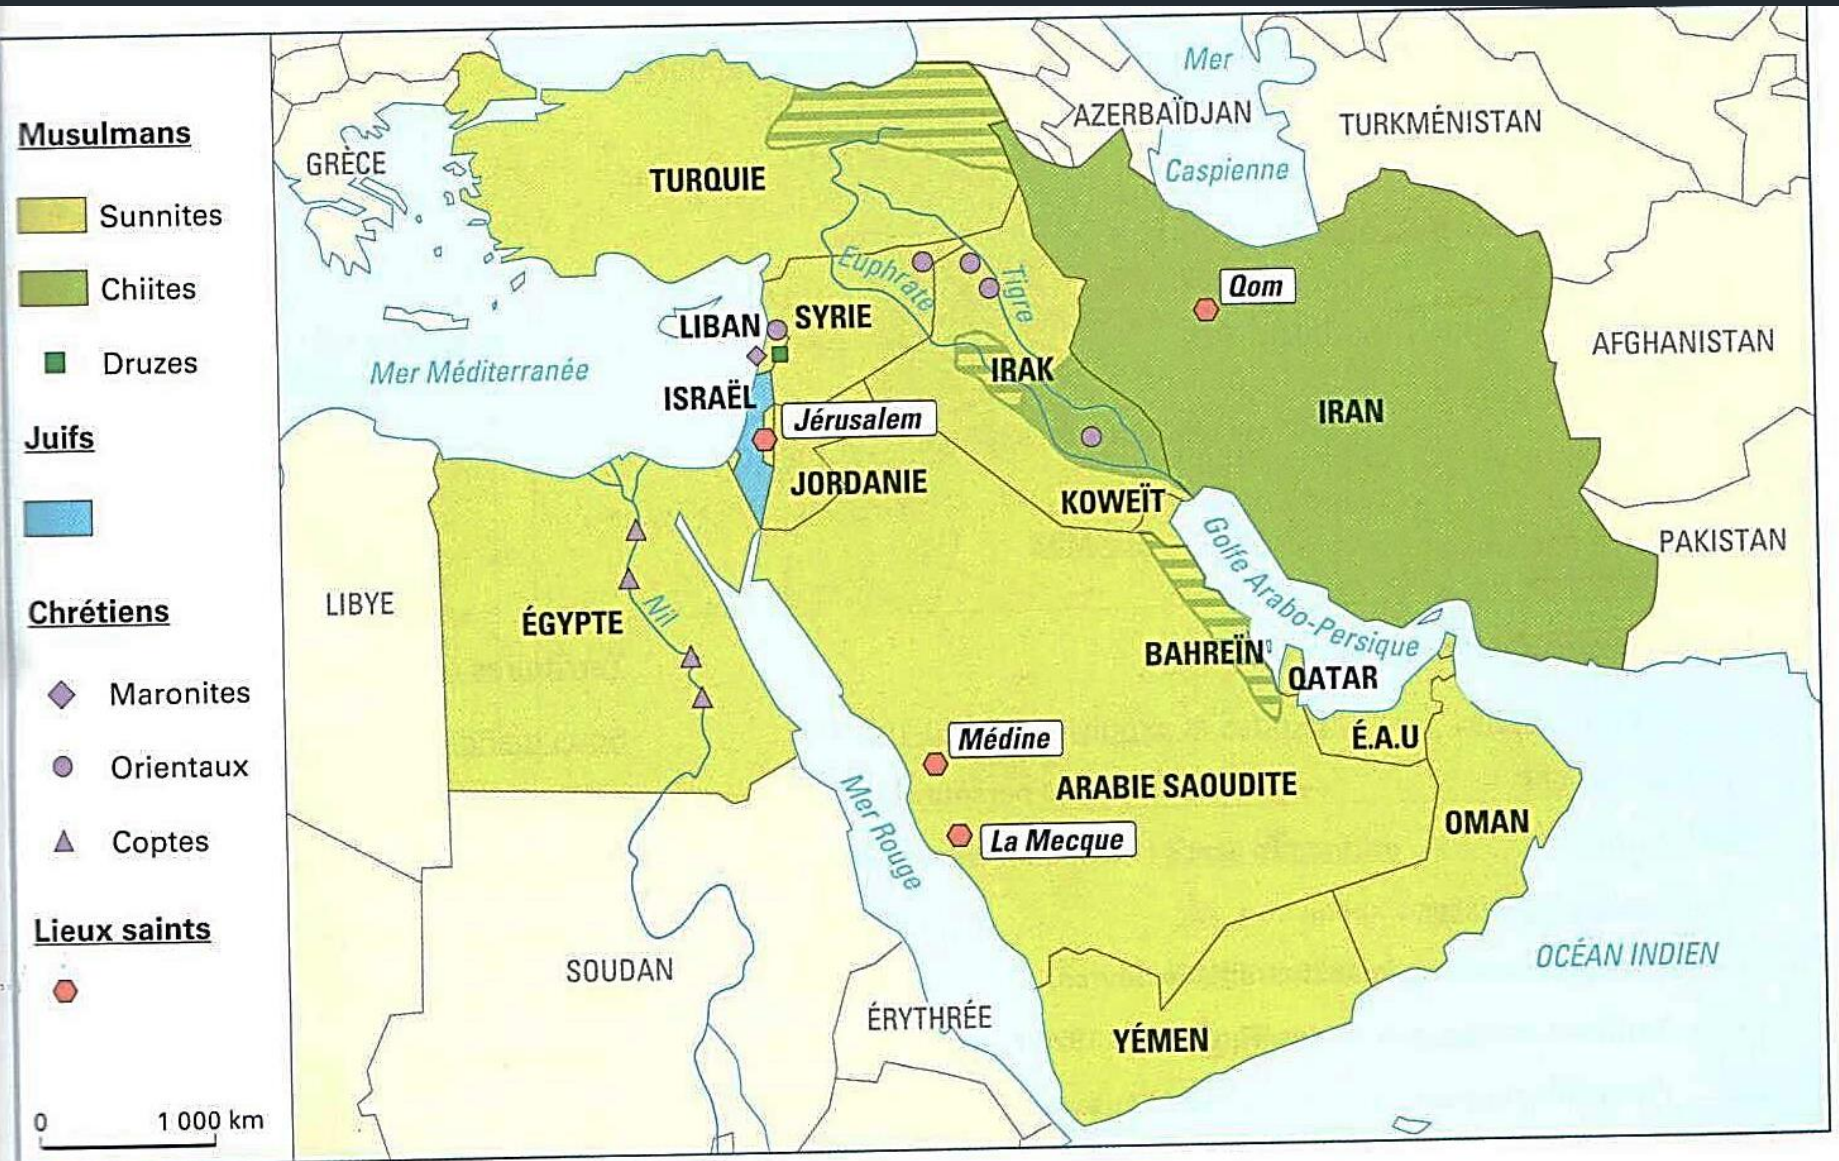 Musulmans
Sunnites
Chiites
Druzes
Juifs
Chrétiens
Maronites
Orientaux
Coptes
Lieux saints
0 1 000 km
Mer
Caspienne
AZERBAÏDJAN
TURKMÉNISTAN
GRÈCE
TURQUIE
Euphrate
Tigre
Qom
LIBAN
SYRIE
AFGHANISTAN
Mer Méditerranée
IRAK
ISRAËL
IRAN
Jérusalem
JORDANIE
KOWEÏT
PAKISTAN
Golfe Arabo-Persique
LIBYE
ÉGYPTE
Nil
BAHREÏN
QATAR
Médine
É.A.U
ARABIE SAOUDITE
Mer Rouge
La Mecque
OMAN
SOUDAN
OCÉAN INDIEN
ÉRYTHRÉE
YÉMEN